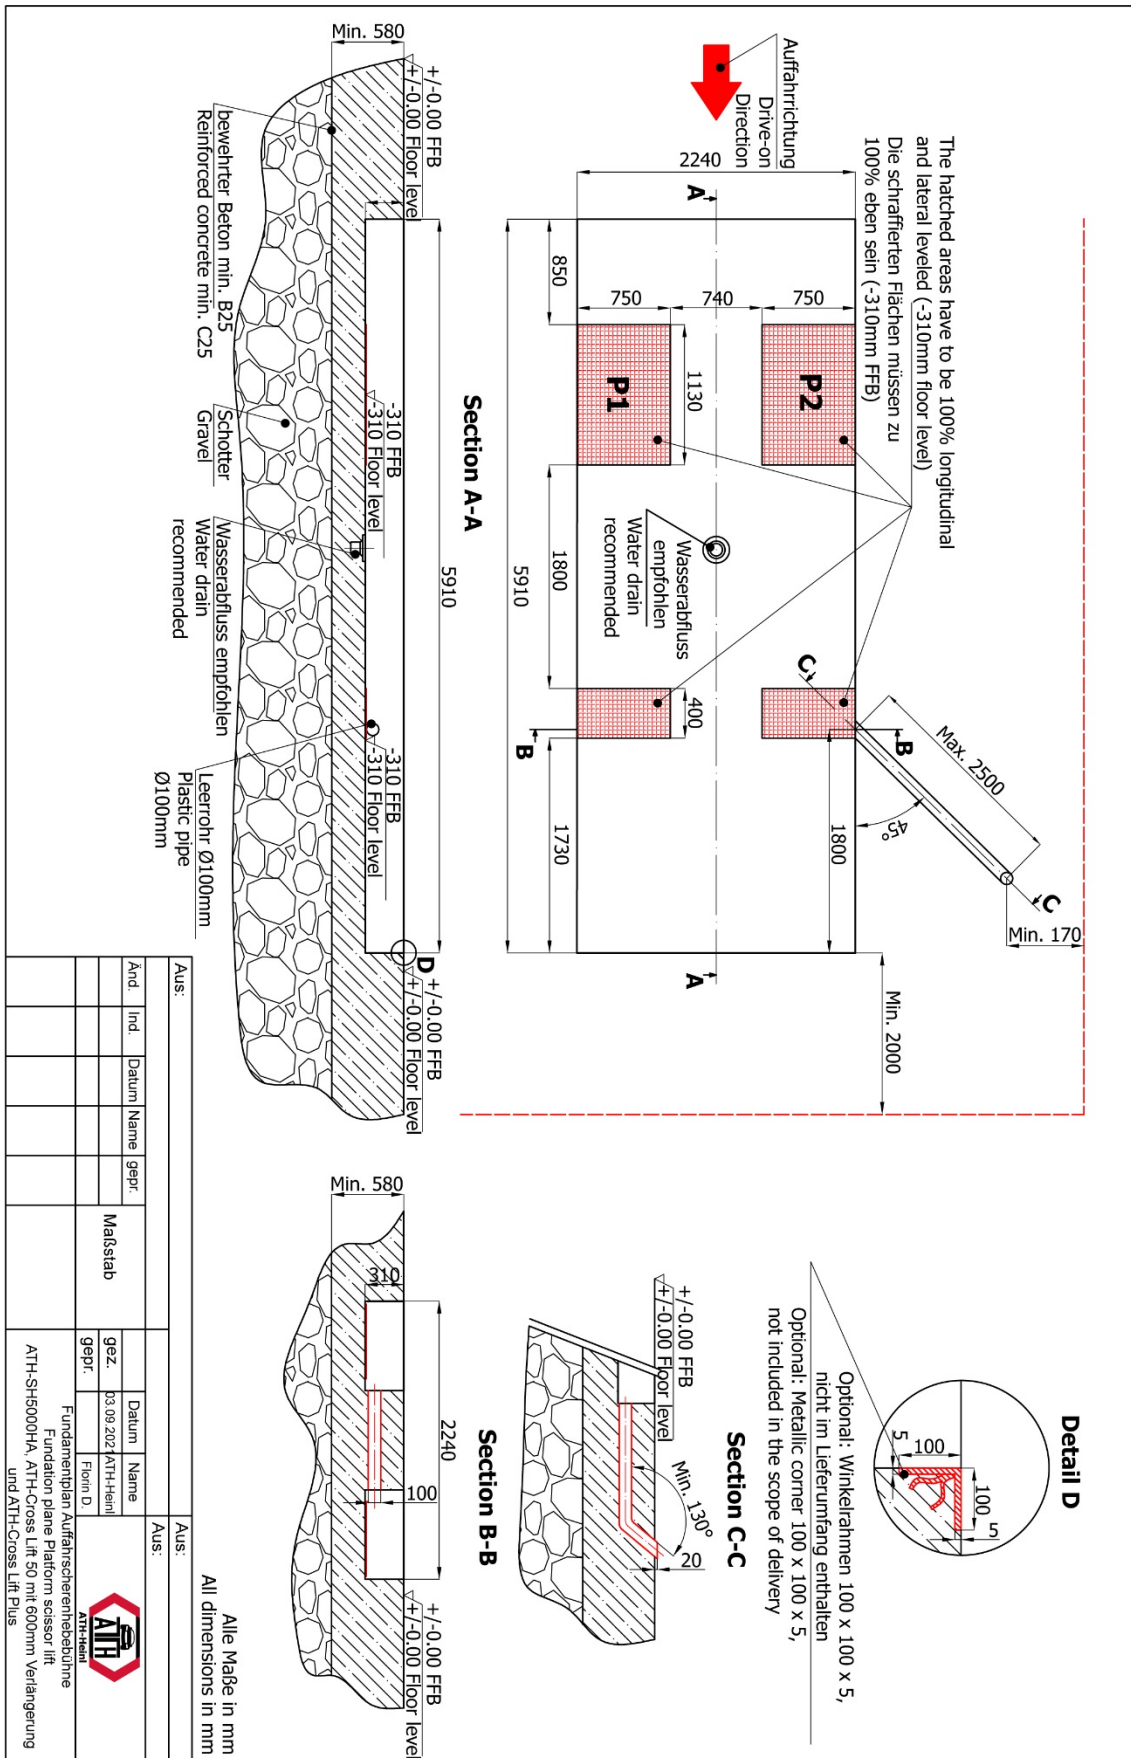 The hatched areas have to be 100% longitudinal
and lateral leveled (-310mm floor level)
Die schraffierten Flächen müssen zu
100% eben sein (-310mm FFB)
Auffahrrichtung
Drive-on
Direction
2240
A
A
850
1130
1800
400
1730
5910
750
740
750
P1
P2
Wasserabfluss
empfohlen
Water drain
recommended
B
B
C
C
Max. 2500
45°
1800
Min. 170
Min. 2000
Section A-A
5910
Min. 580
+/-0.00 FFB
+/-0.00 Floor level
-310 FFB
-310 Floor level
-310 FFB
-310 Floor level
D
+/-0.00 FFB
+/-0.00 Floor level
bewehrter Beton min. B25
Reinforced concrete min. C25
Schotter
Gravel
Wasserabfluss empfohlen
Water drain
recommended
Leerrohr Ø100mm
Plastic pipe
Ø100mm
Detail D
100
5
100
5
Optional: Winkelrahmen 100 x 100 x 5,
nicht im Lieferumfang enthalten
Optional: Metallic corner 100 x 100 x 5,
not included in the scope of delivery
Section C-C
+/-0.00 FFB
+/-0.00 Floor level
Min. 130°
20
Section B-B
2240
Min. 580
310
100
+/-0.00 FFB
+/-0.00 Floor level
Alle Maße in mm
All dimensions in mm
Aus:
Aus:
Aus:
Änd.
Ind.
Datum
Name
gepr.
Maßstab
Datum
Name
gez.
03.09.2021
ATH-Heinl
gepr.
Florin D.
ATH
ATH-Heinl
Fundamentplan Auffahrscherenhebebühne
Fundation plane Platform scissor lift
ATH-SH5000HA, ATH-Cross Lift 50 mit 600mm Verlängerung
und ATH-Cross Lift Plus